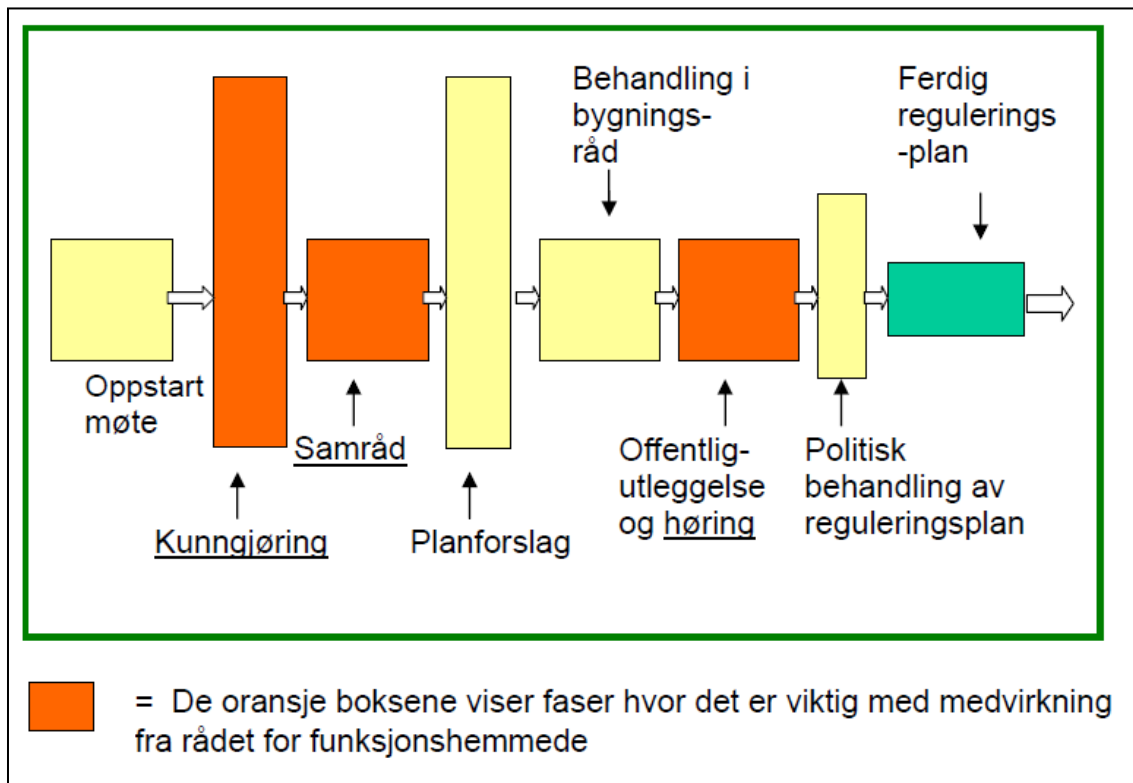 Behandling i
bygnings-
råd
Ferdig
regulerings
-plan
Oppstart
møte
Samråd
Kunngjøring
Planforslag
Offentlig-
utleggelse
og høring
Politisk
behandling av
reguleringsplan
= De oransje boksene viser faser hvor det er viktig med medvirkning
fra rådet for funksjonshemmede